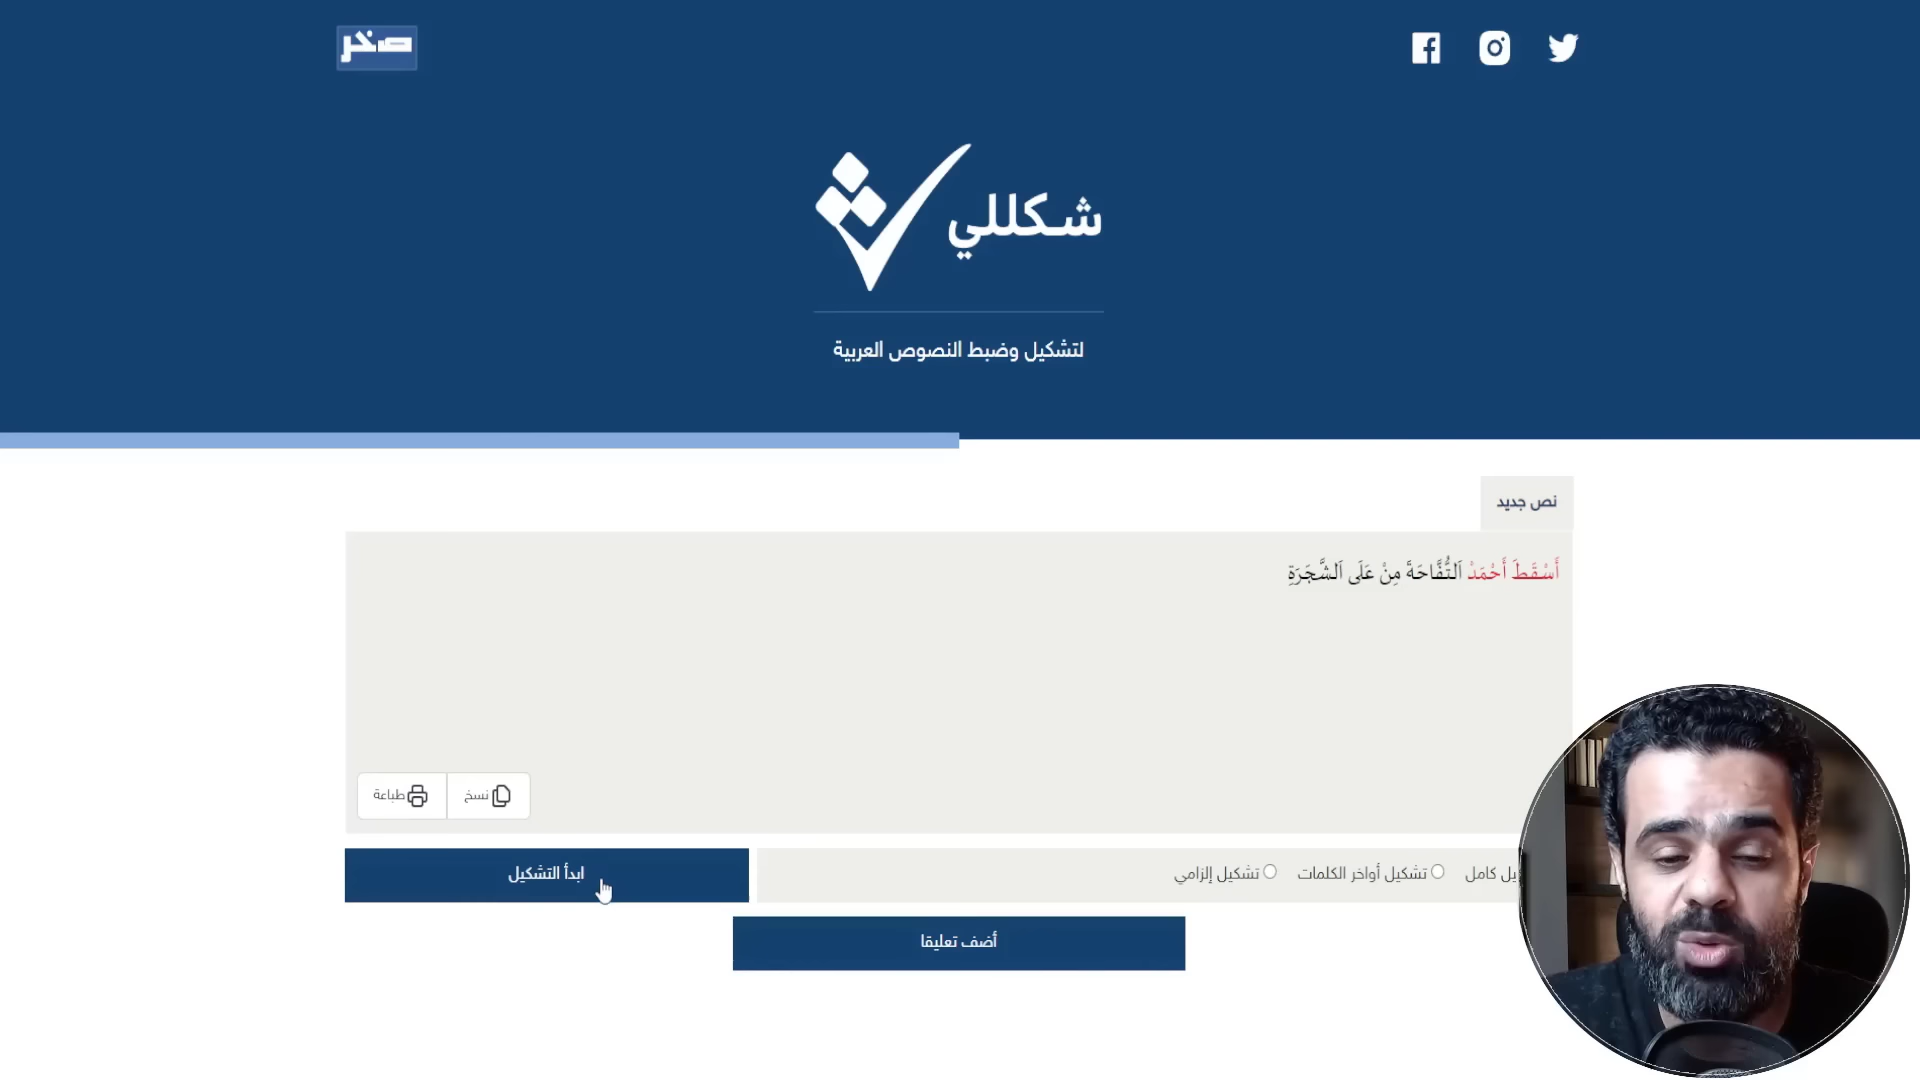 صخر
شكللي
لتشكيل وضبط النصوص العربية
نص جديد
أَسْقَطَ أَحْمَدْ اَلتُّفَّاحَةَ مِنْ عَلَى اَلشَّجَرَةِ
نسخ
طباعة
كامل
تشكيل أواخر الكلمات
تشكيل إلزامي
ابدأ التشكيل
أضف تعليقا